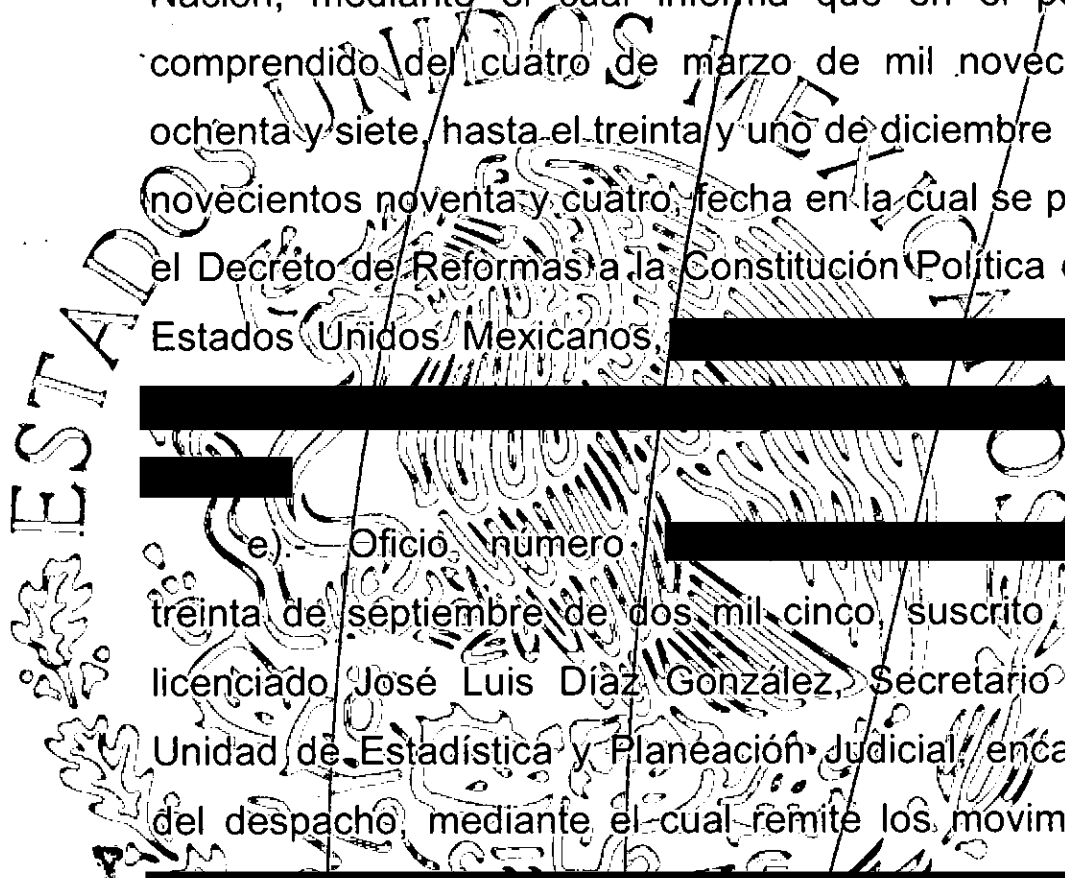 Nación, mediante el cual informa que en el p
comprendido del cuatro de marzo de mil novec
ochenta y siete, hasta el treinta y uno de diciembre
novecientos noventa y cuatro, fecha en la cual se p
el Decreto de Reformas a la Constitución Política
Estados Unidos Mexicanos,
e).- Oficio número
treinta de septiembre de dos mil cinco, suscrito
licenciado José Luis Díaz González, Secretario
Unidad de Estadística y Planeación Judicial, enca
del despacho, mediante el cual remite los movim
ESTADOS UNIDOS MEXICANOS